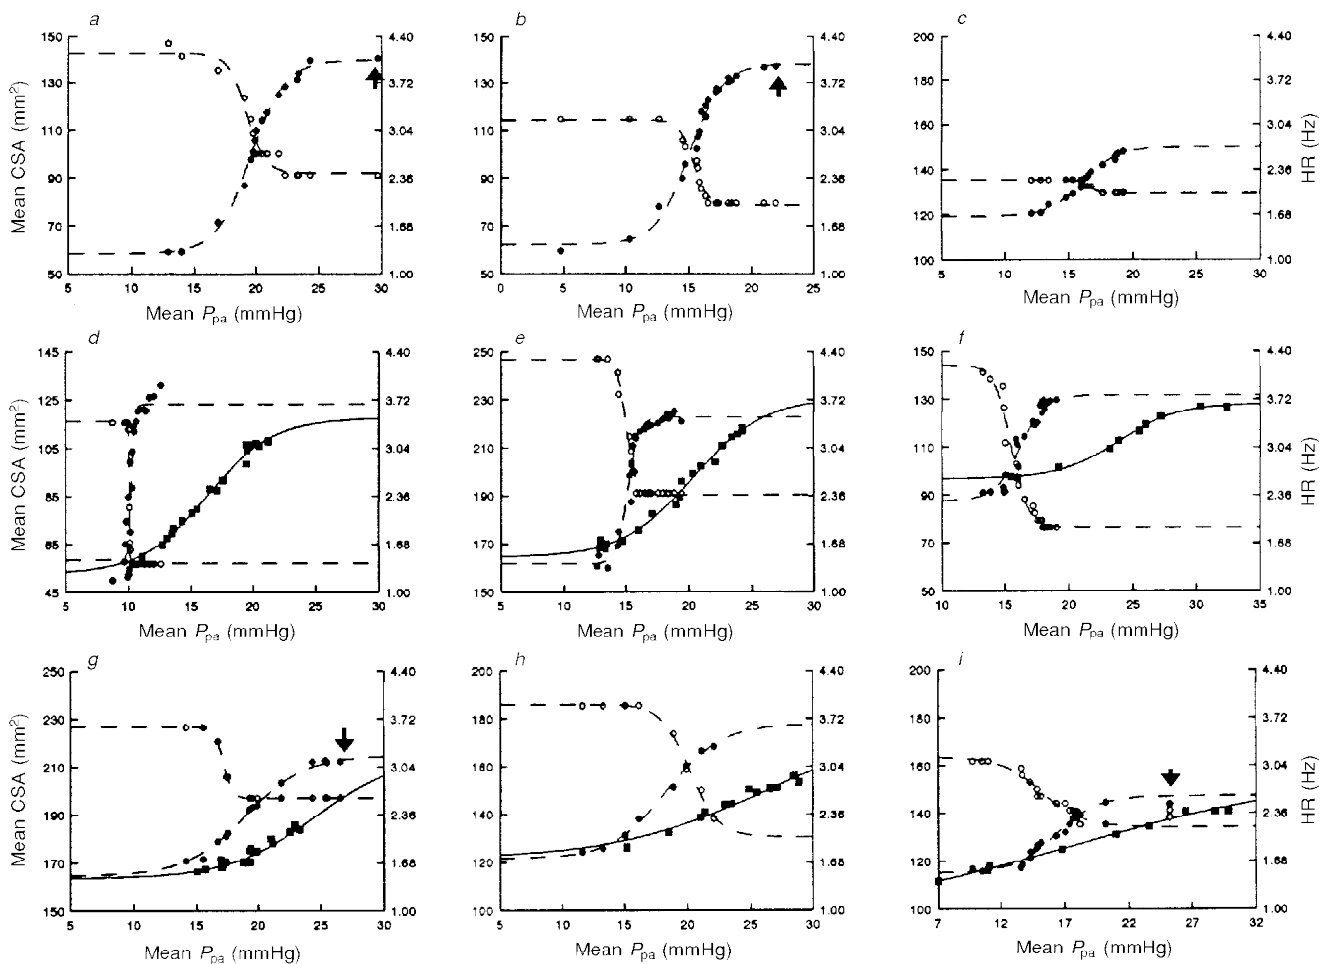 a b c
150 4.40 150 4.40 200 4.40
130 3.72 130 3.72 180 3.72
110 3.04 110 3.04 160 3.04
90 2.36 90 2.36 140 2.36
70 1.68 70 1.68 120 1.68
50 1.00 50 1.00 100 1.00
5 10 15 20 25 30 0 5 10 15 20 25 5 10 15 20 25 30
Mean CSA (mm²)
HR (Hz)
Mean Ppa (mmHg) Mean Ppa (mmHg) Mean Ppa (mmHg)
d e f
145 4.40 250 4.40 150 4.40
125 3.72 230 3.72 130 3.72
105 3.04 210 3.04 110 3.04
85 2.36 190 2.36 90 2.36
65 1.68 170 1.68 70 1.68
45 1.00 150 1.00 50 1.00
5 10 15 20 25 30 5 10 15 20 25 30 10 15 20 25 30 35
Mean CSA (mm²)
HR (Hz)
Mean Ppa (mmHg) Mean Ppa (mmHg) Mean Ppa (mmHg)
g h i
250 4.40 200 4.40 200 4.40
230 3.72 180 3.72 180 3.72
210 3.04 160 3.04 160 3.04
190 2.36 140 2.36 140 2.36
170 1.68 120 1.68 120 1.68
150 1.00 100 1.00 100 1.00
5 10 15 20 25 30 5 10 15 20 25 30 7 12 17 22 27 32
Mean CSA (mm²)
HR (Hz)
Mean Ppa (mmHg) Mean Ppa (mmHg) Mean Ppa (mmHg)